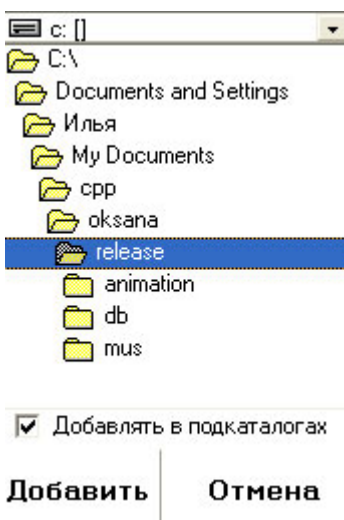 c: []
C:\
Documents and Settings
Илья
My Documents
cpp
oksana
release
animation
db
mus
Добавлять в подкаталогах
Добавить Отмена